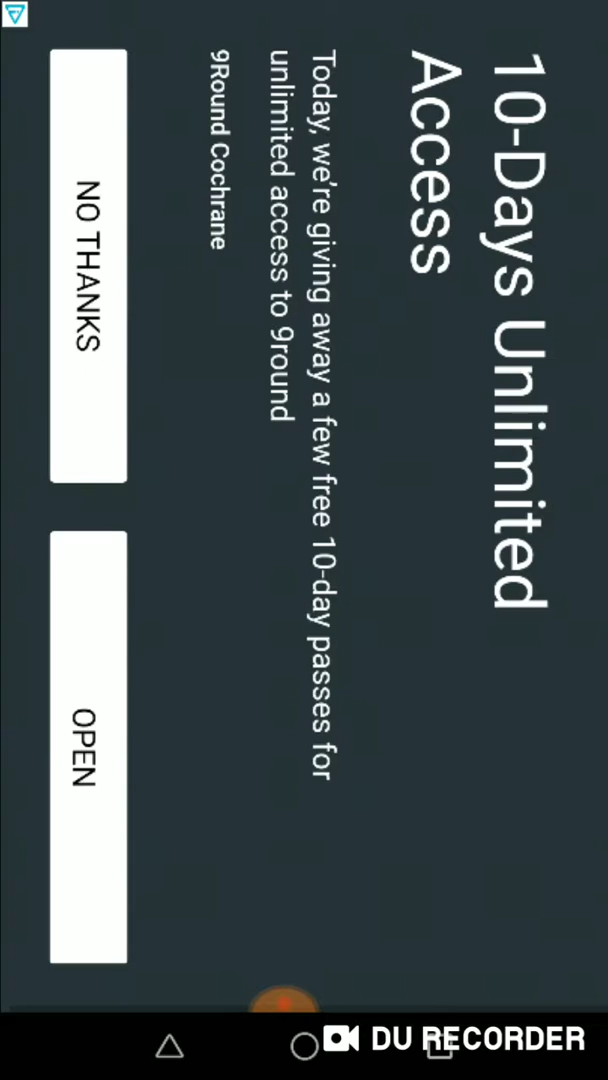 10-Days Unlimited
Access
Today, we're giving away a few free 10-day passes for
unlimited access to 9round
9Round Cochrane
NO THANKS
OPEN
DU RECORDER